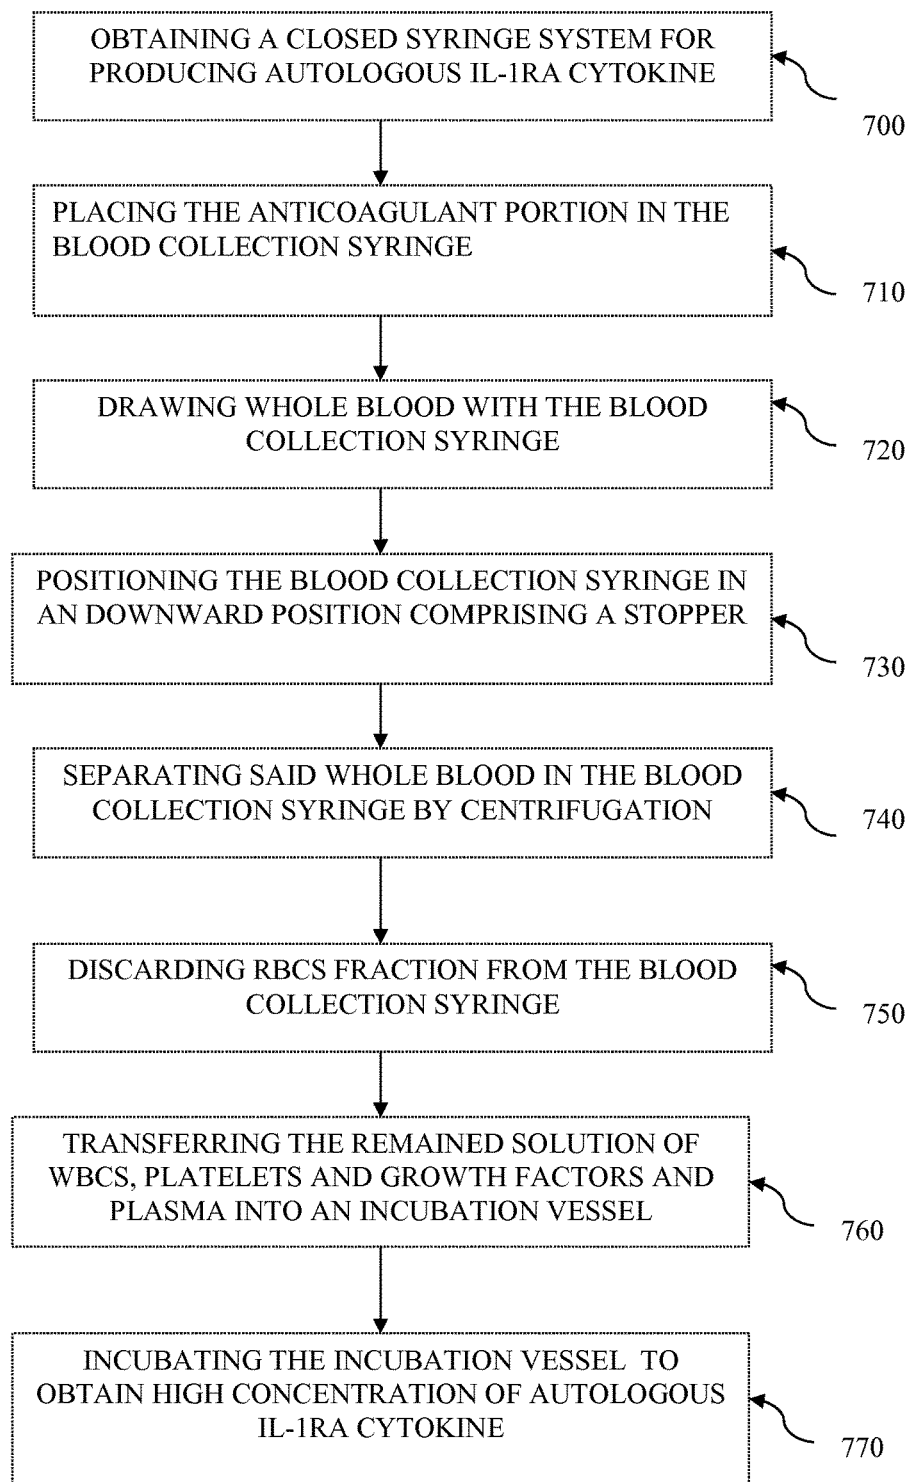 OBTAINING A CLOSED SYRINGE SYSTEM FOR
PRODUCING AUTOLOGOUS IL-1RA CYTOKINE
700
PLACING THE ANTICOAGULANT PORTION IN THE
BLOOD COLLECTION SYRINGE
710
DRAWING WHOLE BLOOD WITH THE BLOOD
COLLECTION SYRINGE
720
POSITIONING THE BLOOD COLLECTION SYRINGE IN
AN DOWNWARD POSITION COMPRISING A STOPPER
730
SEPARATING SAID WHOLE BLOOD IN THE BLOOD
COLLECTION SYRINGE BY CENTRIFUGATION
740
DISCARDING RBCS FRACTION FROM THE BLOOD
COLLECTION SYRINGE
750
TRANSFERRING THE REMAINED SOLUTION OF
WBCS, PLATELETS AND GROWTH FACTORS AND
PLASMA INTO AN INCUBATION VESSEL
760
INCUBATING THE INCUBATION VESSEL TO
OBTAIN HIGH CONCENTRATION OF AUTOLOGOUS
IL-1RA CYTOKINE
770